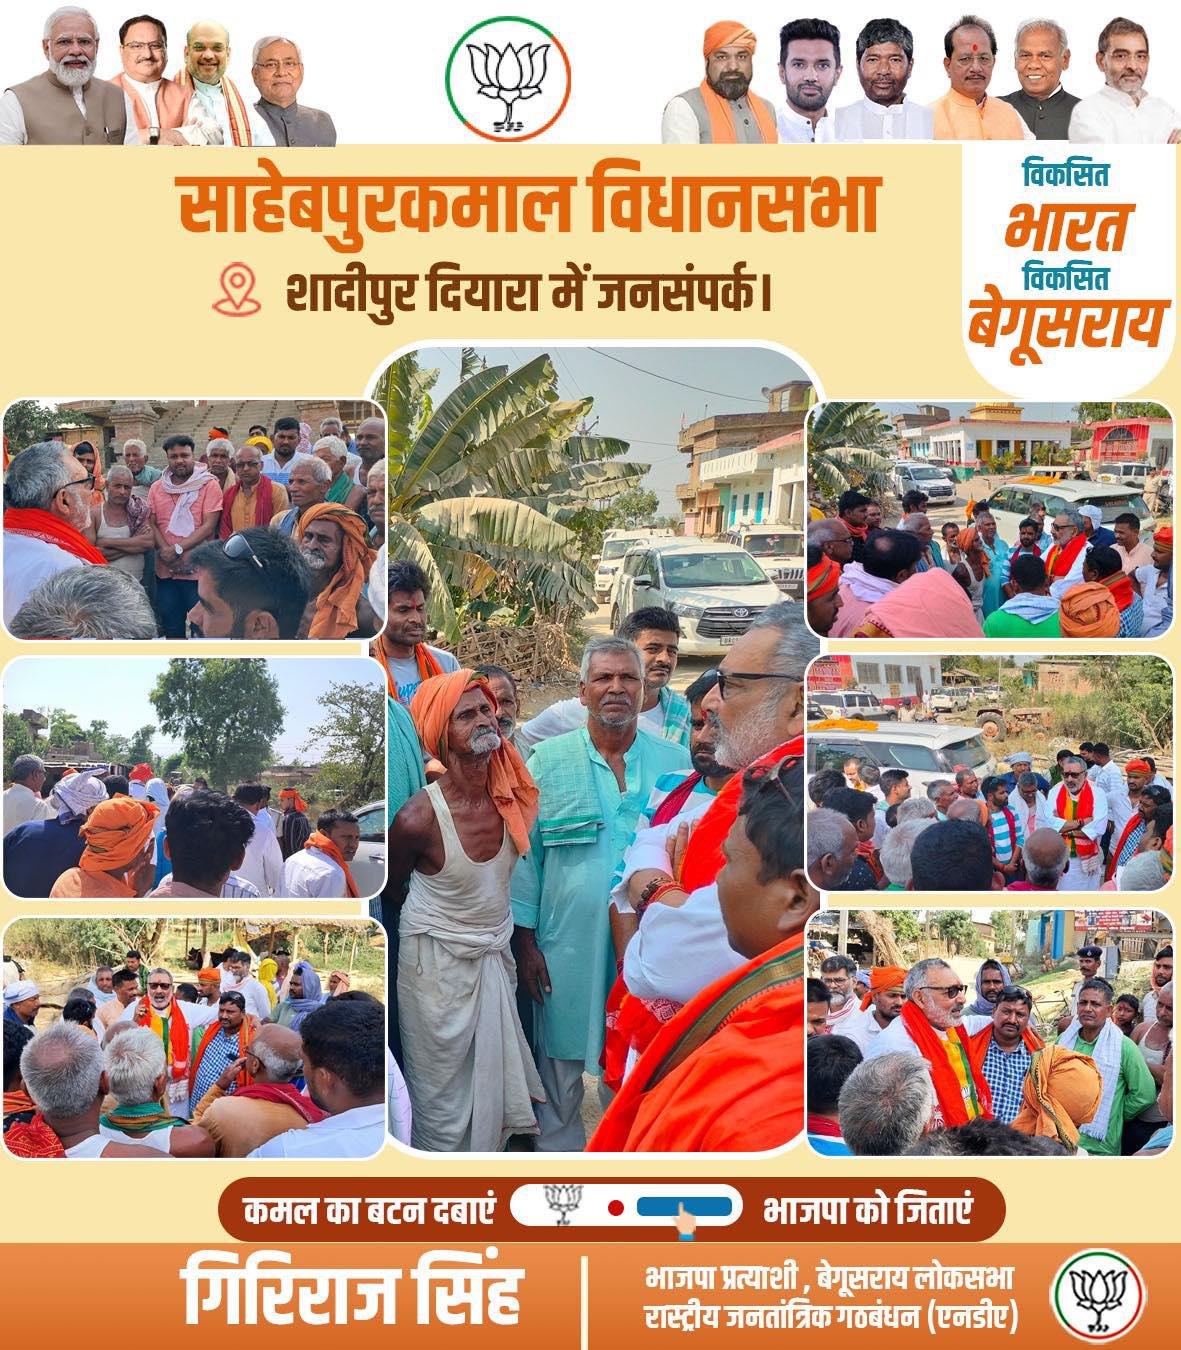 साहेबपुरकमाल विधानसभा
शादीपुर दियारा में जनसंपर्क।
विकसित
भारत
विकसित
बेगूसराय
कमल का बटन दबाएं
भाजपा को जिताएं
गिरिराज सिंह
भाजपा प्रत्याशी , बेगूसराय लोकसभा
रास्ट्रीय जनतांत्रिक गठबंधन (एनडीए)